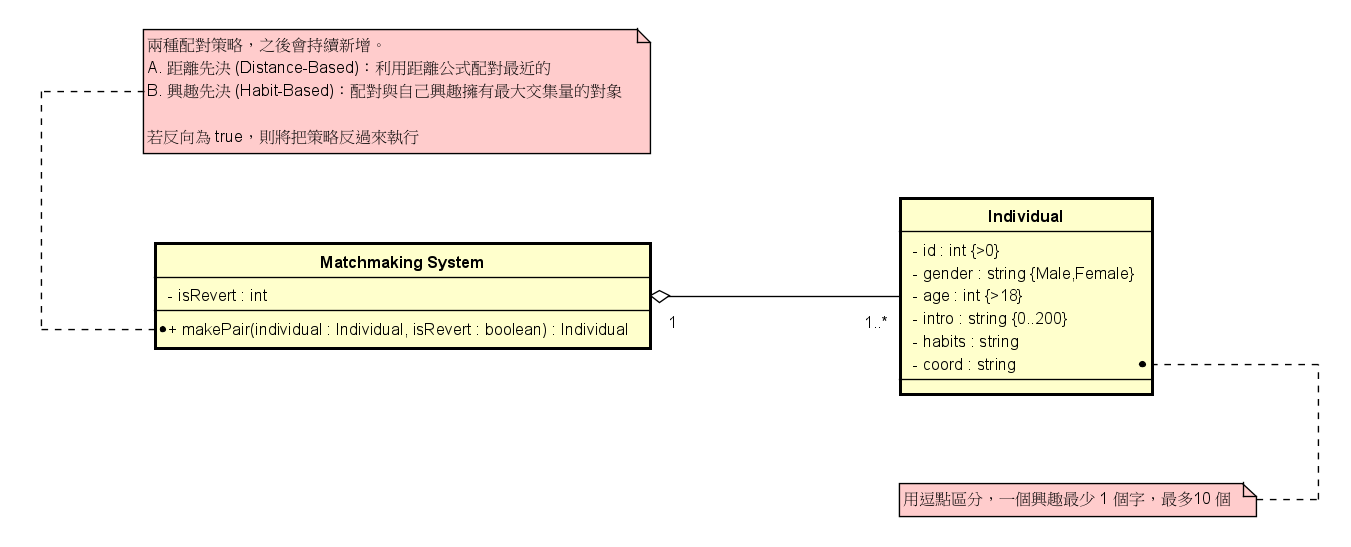 兩種配對策略，之後會持續新增。
A. 距離先決 (Distance-Based)：利用距離公式配對最近的
B. 興趣先決 (Habit-Based)：配對與自己興趣擁有最大交集量的對象
若反向為 true，則將把策略反過來執行
Matchmaking System
- isRevert : int
+ makePair(individual : Individual, isRevert : boolean) : Individual
1
1..*
Individual
- id : int {>0}
- gender : string {Male,Female}
- age : int {>18}
- intro : string {0..200}
- habits : string
- coord : string
用逗點區分，一個興趣最少 1 個字，最多10 個